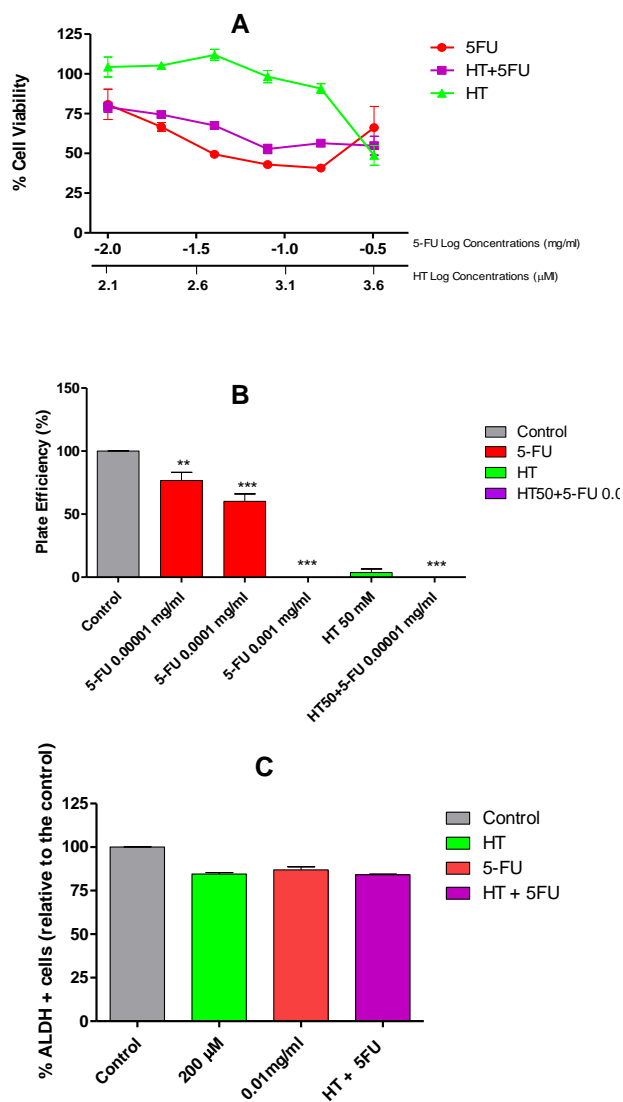 A
125
100
75
50
25
0
% Cell Viability
5FU
HT+5FU
HT
-2.0 -1.5 -1.0 -0.5
5-FU Log Concentrations (mg/ml)
2.1 2.6 3.1 3.6
HT Log Concentrations (μM)
B
150
100
50
0
Plate Efficiency (%)
** *** *** ***
Control
5-FU 0.00001 mg/ml)
5-FU 0.0001 mg/ml)
5-FU 0.001 mg/ml)
HT 50 mM
HT50+5-FU 0.00001 mg/ml)
Control
5-FU
HT
HT50+5-FU 0.0
C
125
100
75
50
25
0
% ALDH + cells (relative to the control)
Control
200 μM
0.01mg/ml)
HT + 5FU
Control
HT
5-FU
HT + 5FU